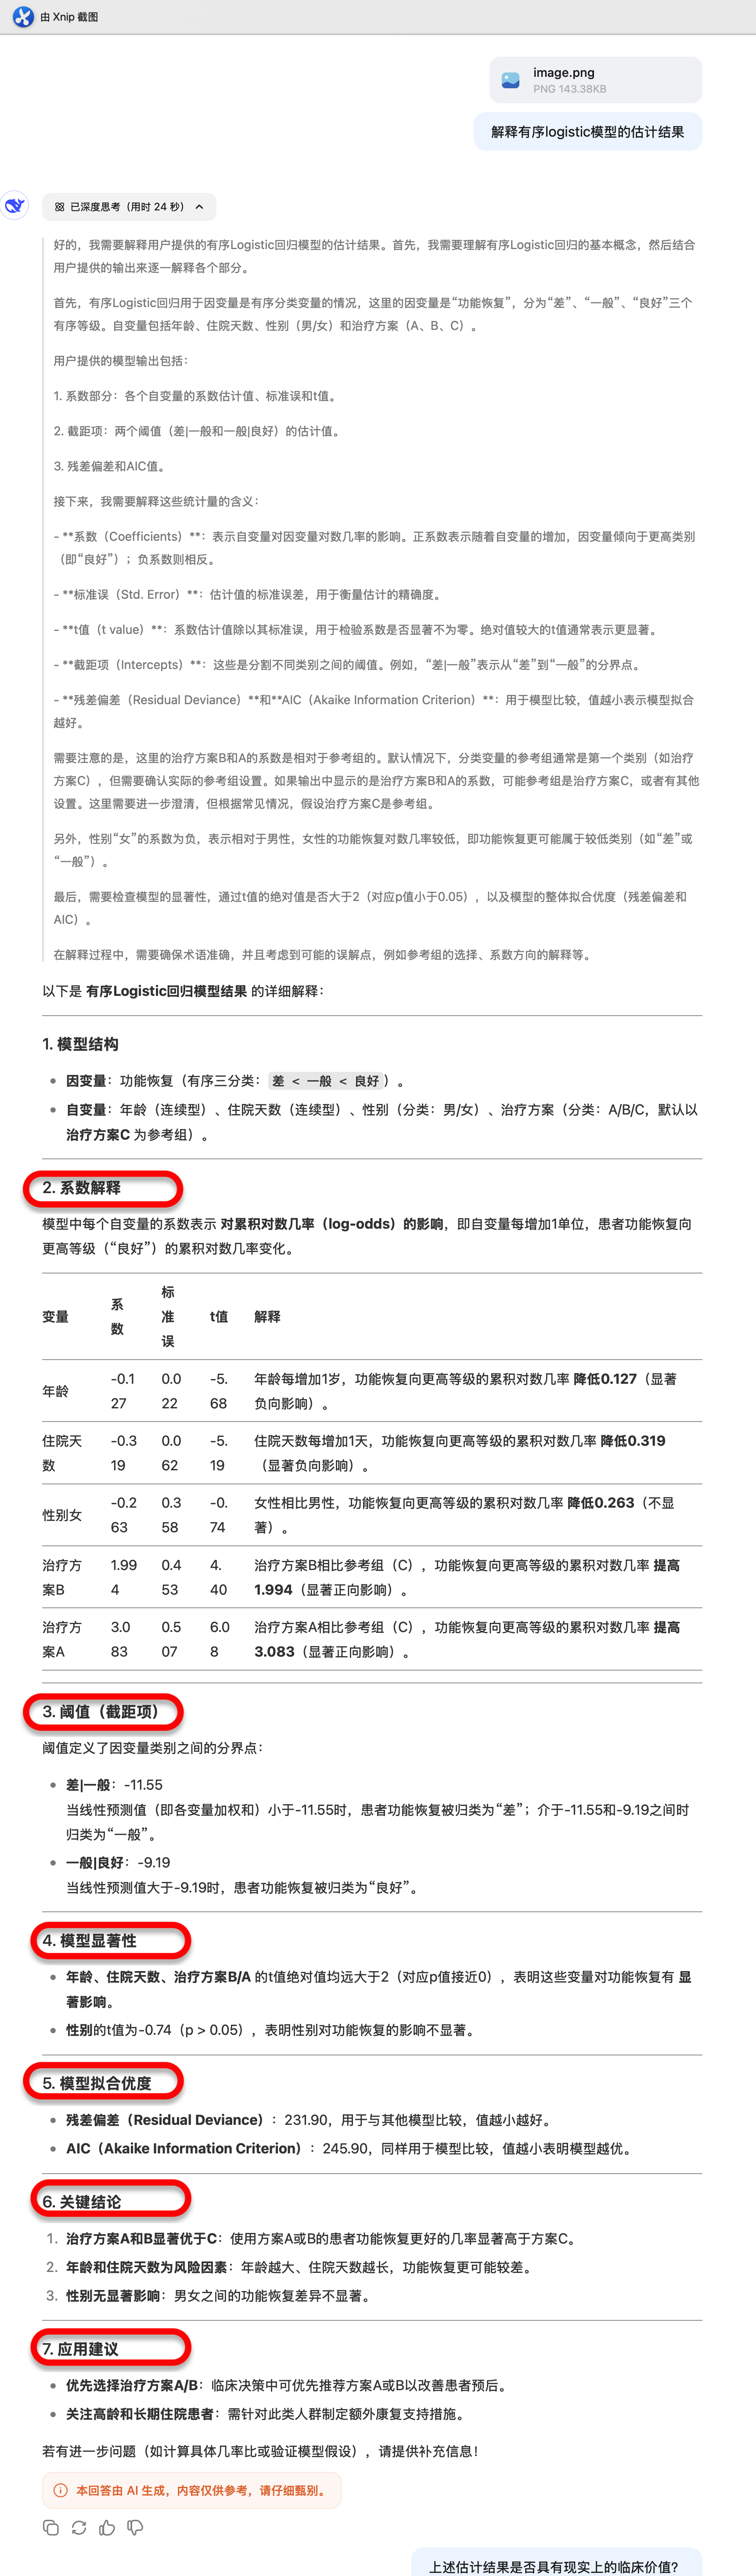 由 Xnip 截图
image.png
PNG 143.38KB
解释有序logistic模型的估计结果
已深度思考（用时 24 秒）
好的，我需要解释用户提供的有序Logistic回归模型的估计结果。首先，我需要理解有序Logistic回归的基本概念，然后结合
用户提供的输出来逐一解释各个部分。
首先，有序Logistic回归用于因变量是有序分类变量的情况，这里的因变量是“功能恢复”，分为“差”、“一般”、“良好”三个
有序等级。自变量包括年龄、住院天数、性别（男/女）和治疗方案（A、B、C）。
用户提供的模型输出包括：
1. 系数部分：各个自变量的系数估计值、标准误和t值。
2. 截距项：两个阈值（差|一般和一般|良好）的估计值。
3. 残差偏差和AIC值。
接下来，我需要解释这些统计量的含义：
- **系数（Coefficients）**：表示自变量对因变量对数几率的影响。正系数表示随着自变量的增加，因变量倾向于更高类别
（即“良好”）；负系数则相反。
- **标准误（Std. Error）**：估计值的标准误差，用于衡量估计的精确度。
- **t值（t value）**：系数估计值除以其标准误，用于检验系数是否显著不为零。绝对值较大的t值通常表示更显著。
- **截距项（Intercepts）**：这些是分割不同类别之间的阈值。例如，“差|一般”表示从“差”到“一般”的分界点。
- **残差偏差（Residual Deviance）**和**AIC（Akaike Information Criterion）**：用于模型比较，值越小表示模型拟合
越好。
需要注意的是，这里的治疗方案B和A的系数是相对于参考组的。默认情况下，分类变量的参考组通常是第一个类别（如治疗
方案C），但需要确认实际的参考组设置。如果输出中显示的是治疗方案B和A的系数，可能参考组是治疗方案C，或者有其他
设置。这里需要进一步澄清，但根据常见情况，假设治疗方案C是参考组。
另外，性别“女”的系数为负，表示相对于男性，女性的功能恢复对数几率较低，即功能恢复更可能属于较低类别（如“差”或
“一般”）。
最后，需要检查模型的显著性，通过t值的绝对值是否大于2（对应p值小于0.05），以及模型的整体拟合优度（残差偏差和
AIC）。
在解释过程中，需要确保术语准确，并且考虑到可能的误解点，例如参考组的选择、系数方向的解释等。
以下是 有序Logistic回归模型结果 的详细解释：
1. 模型结构
因变量：功能恢复（有序三分类：差 < 一般 < 良好）。
自变量：年龄（连续型）、住院天数（连续型）、性别（分类：男/女）、治疗方案（分类：A/B/C，默认以
治疗方案C 为参考组）。
2. 系数解释
模型中每个自变量的系数表示 对累积对数几率（log-odds）的影响，即自变量每增加1单位，患者功能恢复向
更高等级（“良好”）的累积对数几率变化。
变量 系数 标准误 t值 解释
年龄 -0.127 0.022 -5.68 年龄每增加1岁，功能恢复向更高等级的累积对数几率 降低0.127（显著
负向影响）。
住院天数 -0.319 0.062 -5.19 住院天数每增加1天，功能恢复向更高等级的累积对数几率 降低0.319
（显著负向影响）。
性别女 -0.263 0.358 -0.74 女性相比男性，功能恢复向更高等级的累积对数几率 降低0.263（不显
著）。
治疗方案B 1.994 0.453 4.40 治疗方案B相比参考组（C），功能恢复向更高等级的累积对数几率 提高
1.994（显著正向影响）。
治疗方案A 3.083 0.507 6.08 治疗方案A相比参考组（C），功能恢复向更高等级的累积对数几率 提高
3.083（显著正向影响）。
3. 阈值（截距项）
阈值定义了因变量类别之间的分界点：
差|一般：-11.55
当线性预测值（即各变量加权和）小于-11.55时，患者功能恢复被归类为“差”；介于-11.55和-9.19之间时
归类为“一般”。
一般|良好：-9.19
当线性预测值大于-9.19时，患者功能恢复被归类为“良好”。
4. 模型显著性
年龄、住院天数、治疗方案B/A 的t值绝对值均远大于2（对应p值接近0），表明这些变量对功能恢复有 显
著影响。
性别的t值为-0.74（p > 0.05），表明性别对功能恢复的影响不显著。
5. 模型拟合优度
残差偏差（Residual Deviance）：231.90，用于与其他模型比较，值越小越好。
AIC（Akaike Information Criterion）：245.90，同样用于模型比较，值越小表明模型越优。
6. 关键结论
1. 治疗方案A和B显著优于C：使用方案A或B的患者功能恢复更好的几率显著高于方案C。
2. 年龄和住院天数为风险因素：年龄越大、住院天数越长，功能恢复更可能较差。
3. 性别无显著影响：男女之间的功能恢复差异不显著。
7. 应用建议
优先选择治疗方案A/B：临床决策中可优先推荐方案A或B以改善患者预后。
关注高龄和长期住院患者：需针对此类人群制定额外康复支持措施。
若有进一步问题（如计算具体几率比或验证模型假设），请提供补充信息！
本回答由 AI 生成，内容仅供参考，请仔细甄别。
上述估计结果是否具有现实上的临床价值?